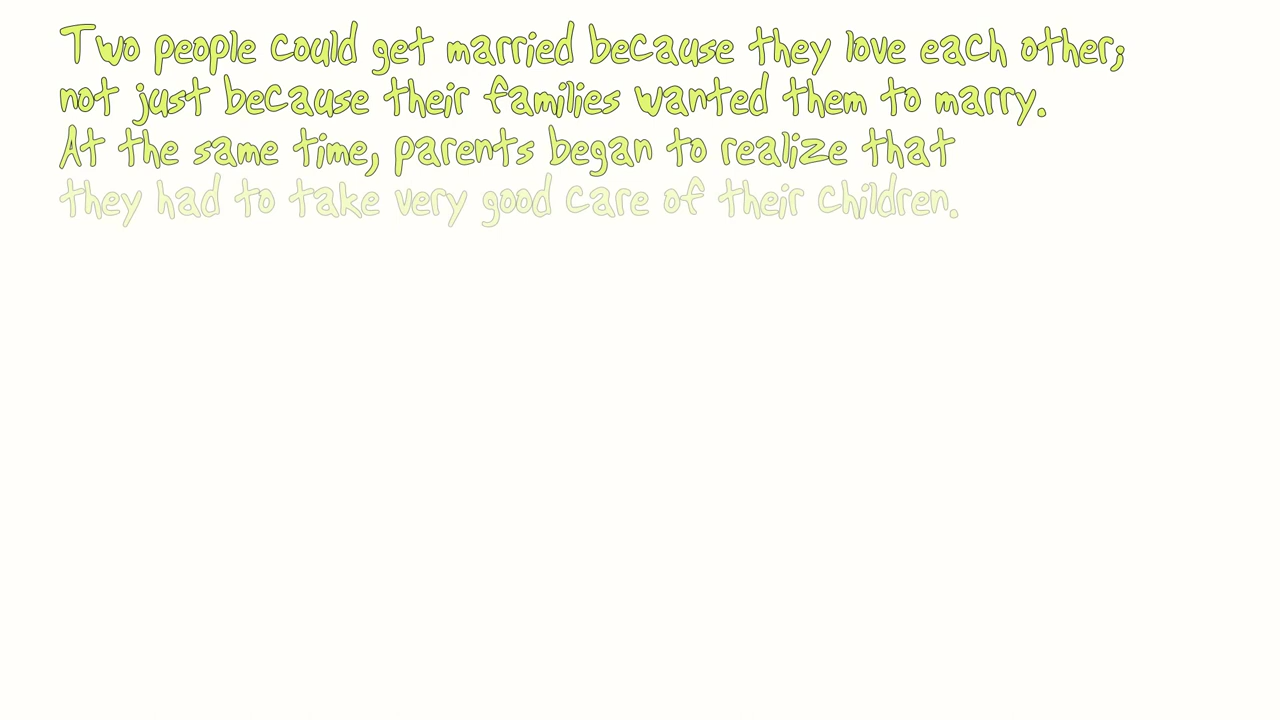 Two people could get married because they love each other;
not just because their families wanted them to marry.
At the same time, parents began to realize that
they had to take very good care of their children.